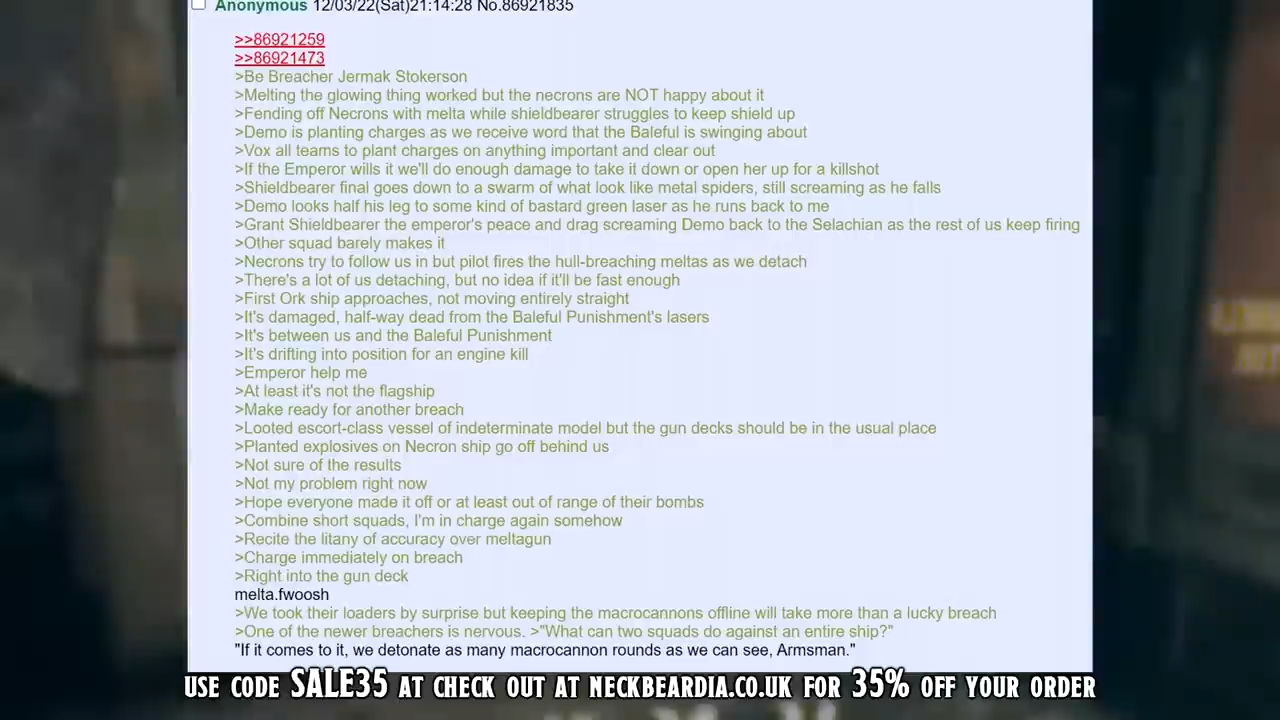 Anonymous 12/03/22(Sat)21:14:28 No.86921835
>>86921259
>>86921473
>Be Breacher Jermak Stokerson
>Melting the glowing thing worked but the necrons are NOT happy about it
>Fending off Necrons with melta while shieldbearer struggles to keep shield up
>Demo is planting charges as we receive word that the Baleful is swinging about
>Vox all teams to plant charges on anything important and clear out
>If the Emperor wills it we'll do enough damage to take it down or open her up for a killshot
>Shieldbearer final goes down to a swarm of what look like metal spiders, still screaming as he falls
>Demo looks half his leg to some kind of bastard green laser as he runs back to me
>Grant Shieldbearer the emperor's peace and drag screaming Demo back to the Selachian as the rest of us keep firing
>Other squad barely makes it
>Necrons try to follow us in but pilot fires the hull-breaching meltas as we detach
>There's a lot of us detaching, but no idea if it'll be fast enough
>First Ork ship approaches, not moving entirely straight
>It's damaged, half-way dead from the Baleful Punishment's lasers
>It's between us and the Baleful Punishment
>It's drifting into position for an engine kill
>Emperor help me
>At least it's not the flagship
>Make ready for another breach
>Looted escort-class vessel of indeterminate model but the gun decks should be in the usual place
>Planted explosives on Necron ship go off behind us
>Not sure of the results
>Not my problem right now
>Hope everyone made it off or at least out of range of their bombs
>Combine short squads, I'm in charge again somehow
>Recite the litany of accuracy over meltagun
>Charge immediately on breach
>Right into the gun deck
melta.fwoosh
>We took their loaders by surprise but keeping the macrocannons offline will take more than a lucky breach
>One of the newer breachers is nervous. >"What can two squads do against an entire ship?"
"If it comes to it, we detonate as many macrocannon rounds as we can see, Armsman."
USE CODE SALE35 AT CHECK OUT AT NECKBEARDIA.CO.UK FOR 35% OFF YOUR ORDER